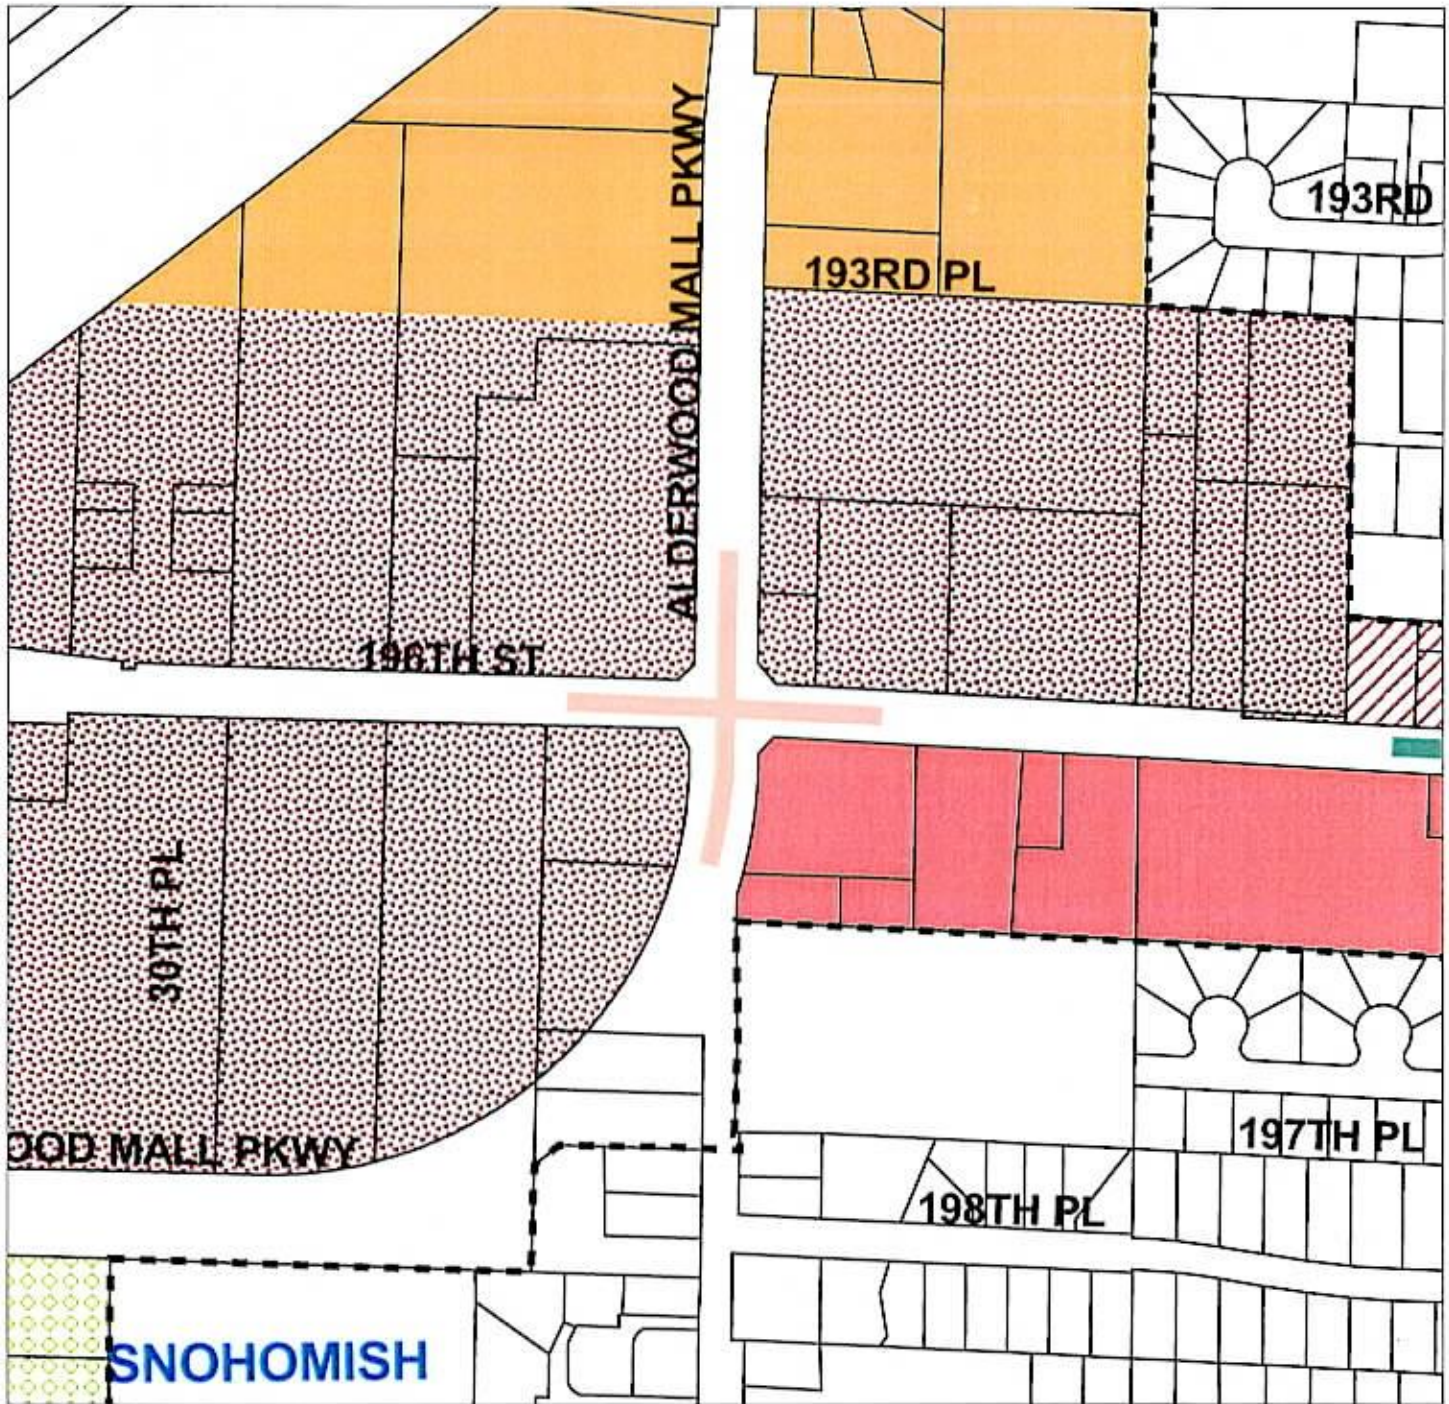 ALDERWOOD MALL PKWY
193RD
193RD PL
196TH ST
30TH PL
OOD MALL PKWY
197TH PL
198TH PL
SNOHOMISH